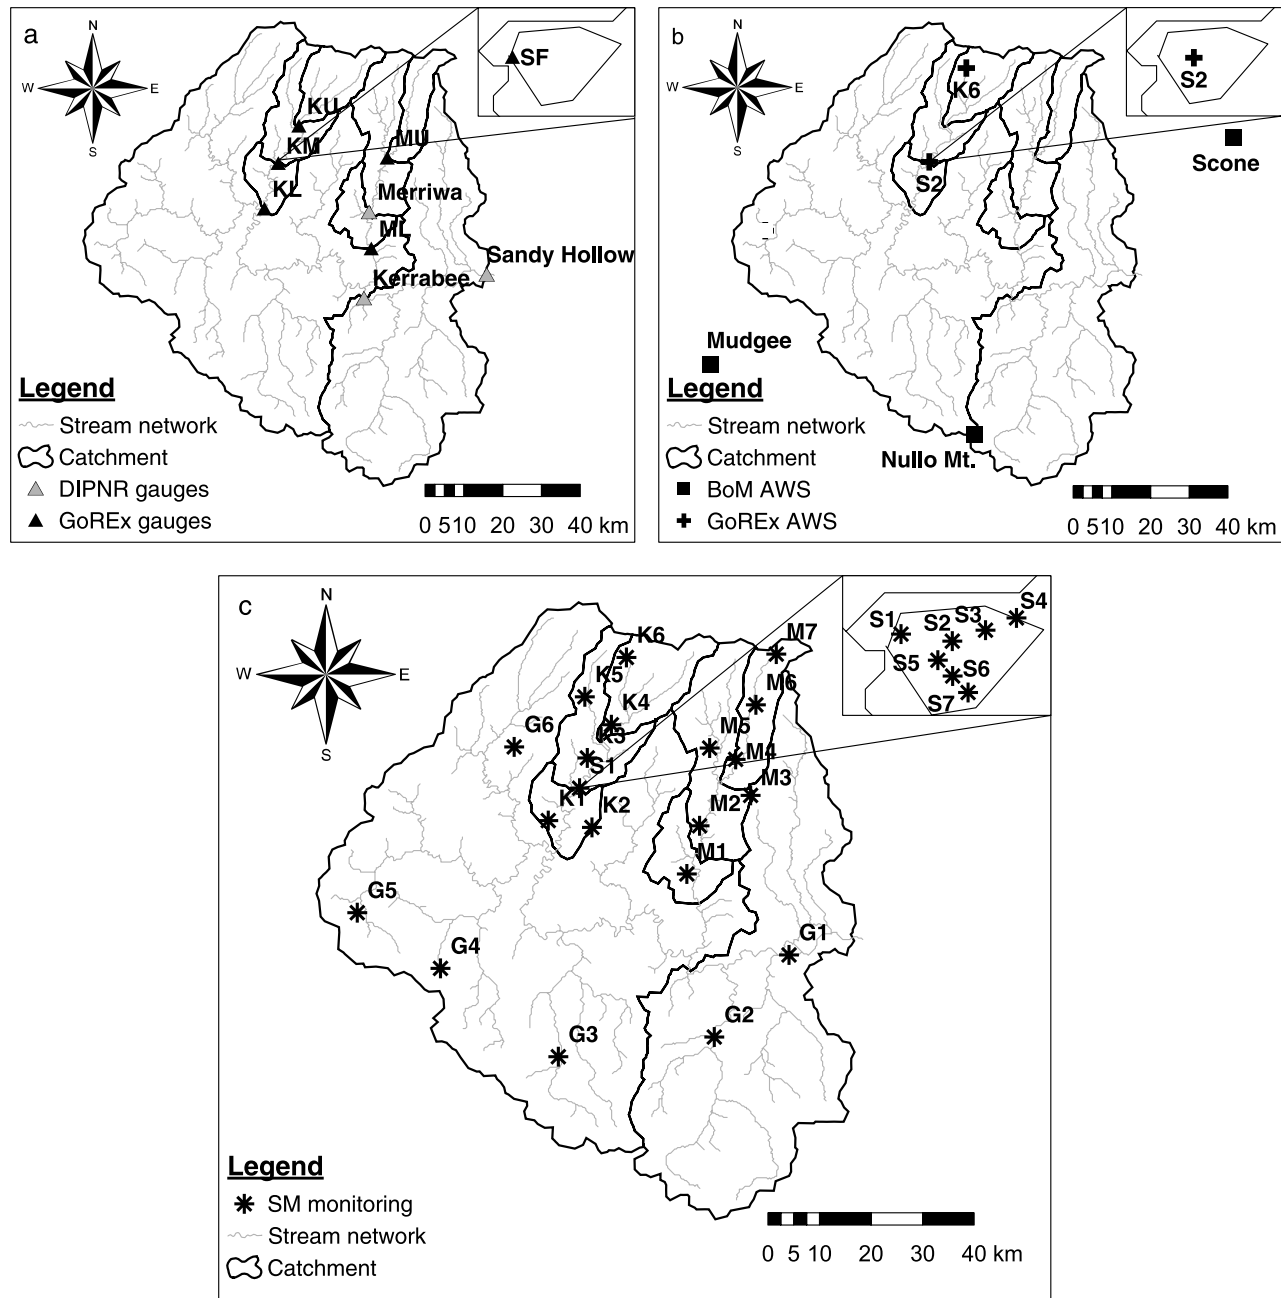 a
N
W
E
S
SF
KU
KM
MU
KL
Merriwa
ML
Sandy Hollow
Kerrabee
Legend
Stream network
Catchment
DIPNR gauges
GoREx gauges
0 5 10 20 30 40 km
b
N
W
E
S
S2
K6
Scone
S2
Mudgee
Legend
Stream network
Catchment
Nullo Mt.
BoM AWS
GoREx AWS
0 5 10 20 30 40 km
c
N
W
E
S
S1
S2
S3
S4
S5
S6
S7
K6
M7
K5
M6
K4
G6
K3
M5
S1
M4
M3
K1
K2
M2
M1
G5
G4
G1
G2
G3
Legend
SM monitoring
Stream network
Catchment
0 5 10 20 30 40 km